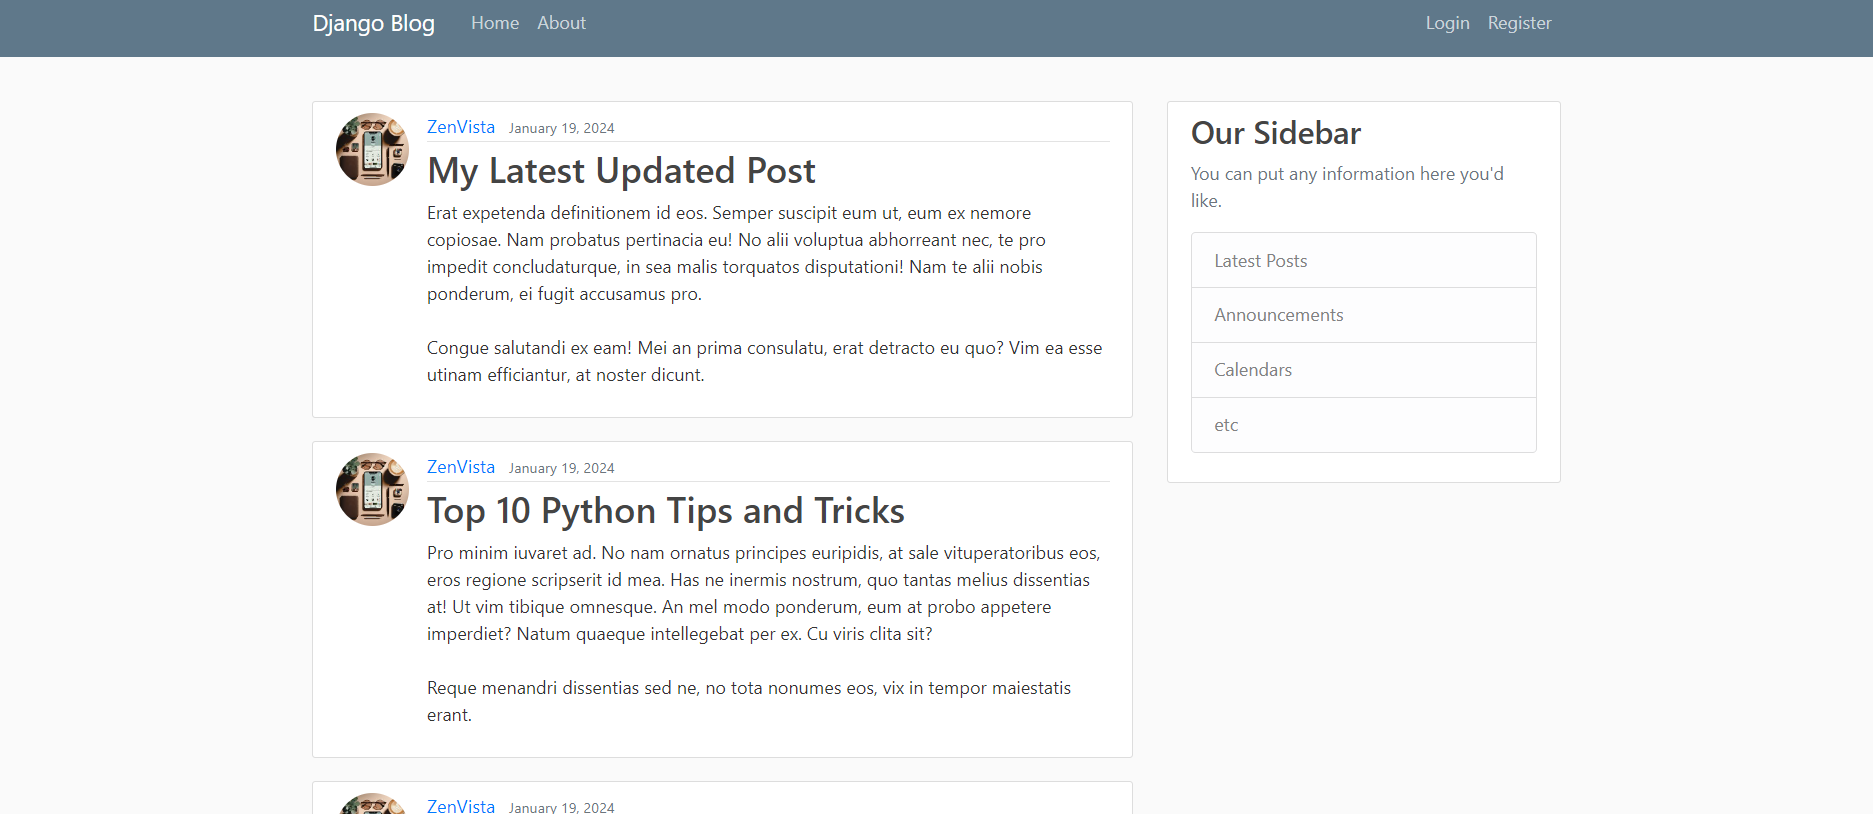 Django Blog Home About Login Register
ZenVista January 19, 2024
My Latest Updated Post
Erat expetenda definitionem id eos. Semper suscipit eum ut, eum ex nemore
copiosae. Nam probatus pertinacia eu! No alii voluptua abhorreant nec, te pro
impedit concludaturque, in sea malis torquatos disputationi! Nam te alii nobis
ponderum, ei fugit accusamus pro.
Congue salutandi ex eam! Mei an prima consulatu, erat detracto eu quo? Vim ea esse
utinam efficiantur, at noster dicunt.
ZenVista January 19, 2024
Top 10 Python Tips and Tricks
Pro minim iuvaret ad. No nam ornatus principes euripidis, at sale vituperatoribus eos,
eros regione scripserit id mea. Has ne inermis nostrum, quo tantas melius dissentias
at! Ut vim tibique omnesque. An mel modo ponderum, eum at probo appetere
imperdiet? Natum quaeque intellegebat per ex. Cu viris clita sit?
Reque menandri dissentias sed ne, no tota nonumes eos, vix in tempor maiestatis
erant.
ZenVista January 19, 2024
Our Sidebar
You can put any information here you'd
like.
Latest Posts
Announcements
Calendars
etc